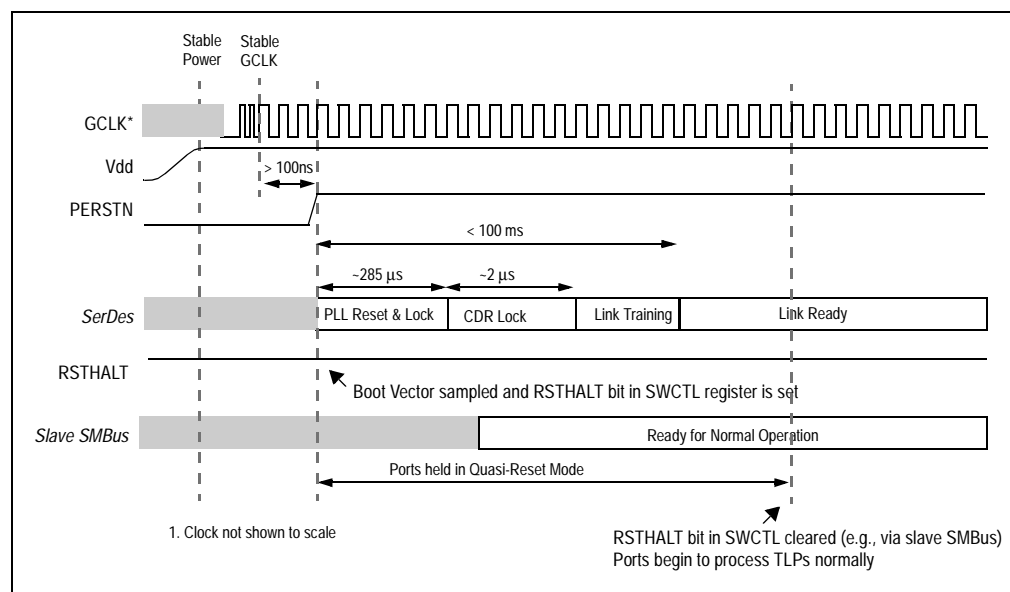 Stable
Power
Stable
GCLK
GCLK*
Vdd
> 100ns
PERSTN
< 100 ms
~285 μs
~2 μs
SerDes
PLL Reset & Lock
CDR Lock
Link Training
Link Ready
RSTHALT
Boot Vector sampled and RSTHALT bit in SWCTL register is set
Slave SMBus
Ready for Normal Operation
Ports held in Quasi-Reset Mode
1. Clock not shown to scale
RSTHALT bit in SWCTL cleared (e.g., via slave SMBus)
Ports begin to process TLPs normally